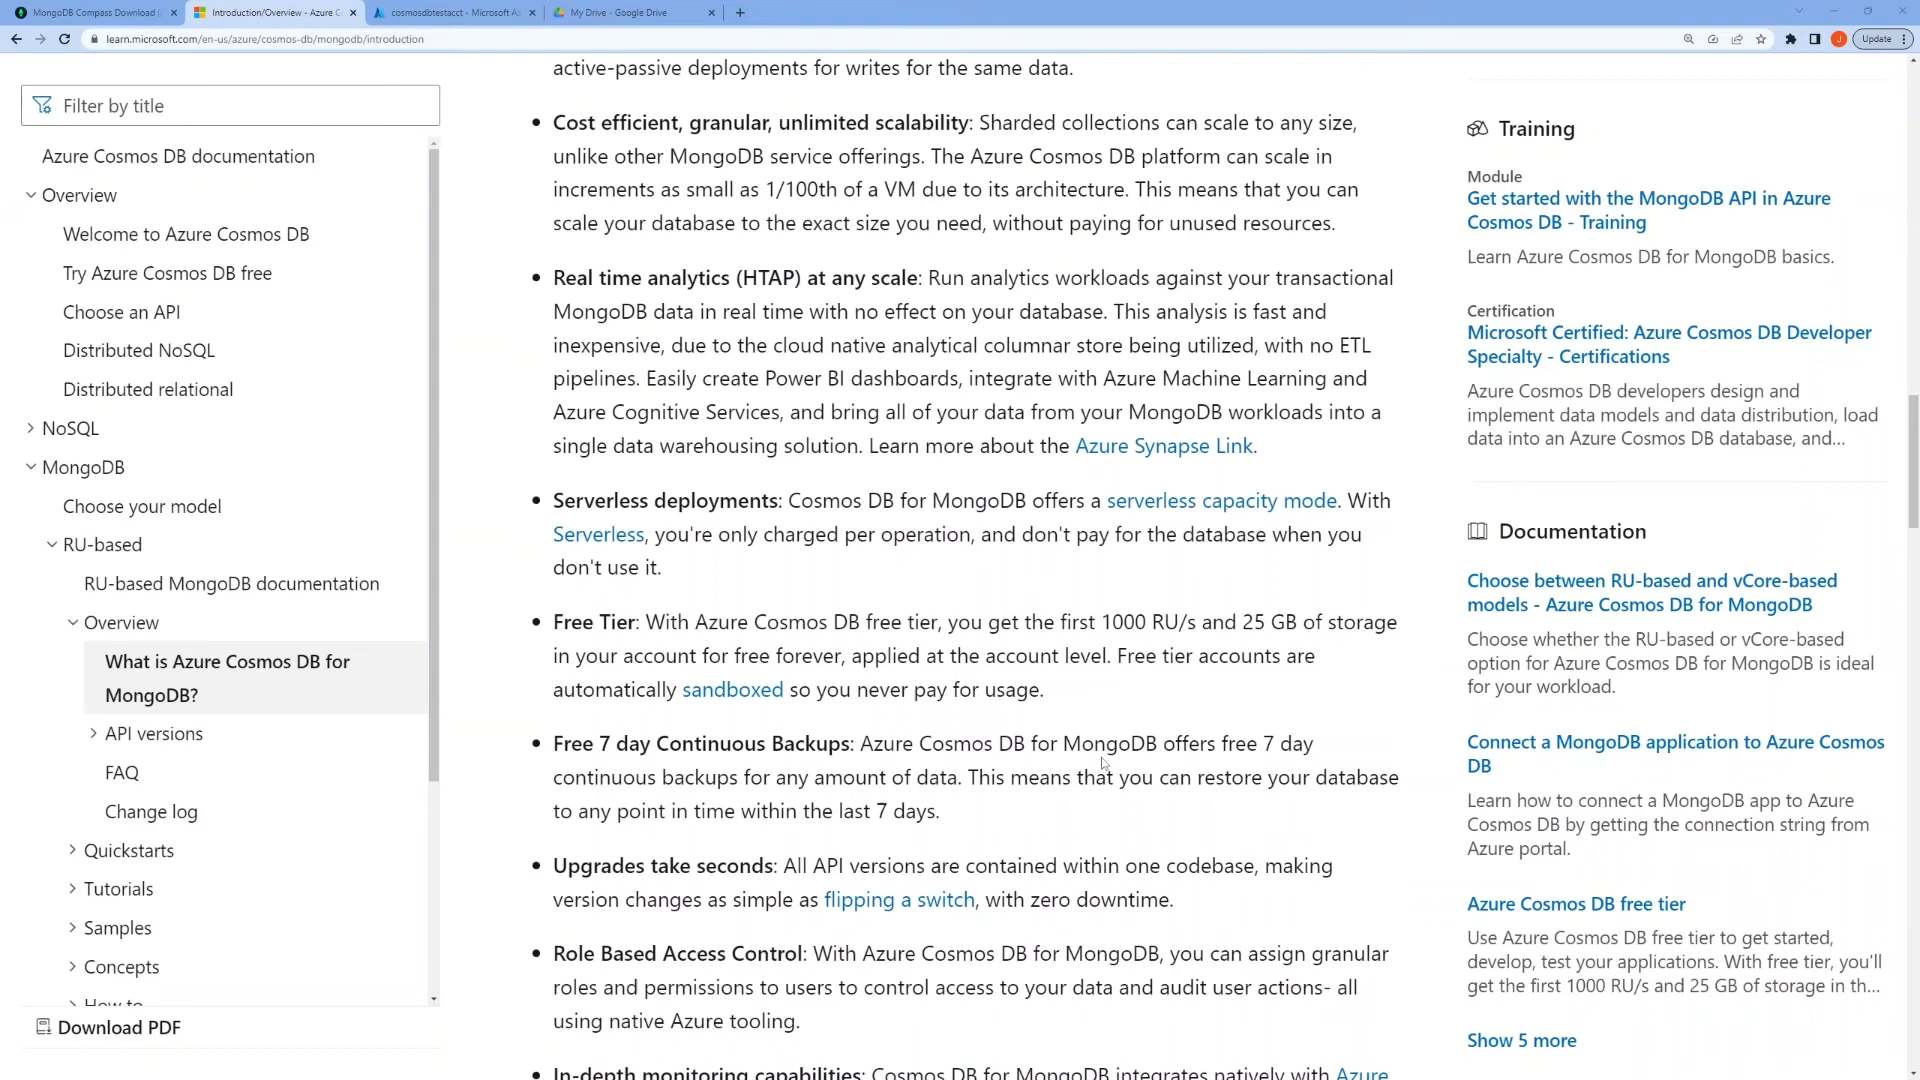 MongoDB Compass Download (
Introduction/Overview - Azure C
cosmosdbtestacct - Microsoft Az
My Drive - Google Drive
learn.microsoft.com/en-us/azure/cosmos-db/mongodb/introduction
J
Update
Filter by title
Azure Cosmos DB documentation
Overview
Welcome to Azure Cosmos DB
Try Azure Cosmos DB free
Choose an API
Distributed NoSQL
Distributed relational
NoSQL
MongoDB
Choose your model
RU-based
RU-based MongoDB documentation
Overview
What is Azure Cosmos DB for
MongoDB?
API versions
FAQ
Change log
Quickstarts
Tutorials
Samples
Concepts
How to
Download PDF
active-passive deployments for writes for the same data.
Cost efficient, granular, unlimited scalability: Sharded collections can scale to any size,
unlike other MongoDB service offerings. The Azure Cosmos DB platform can scale in
increments as small as 1/100th of a VM due to its architecture. This means that you can
scale your database to the exact size you need, without paying for unused resources.
Real time analytics (HTAP) at any scale: Run analytics workloads against your transactional
MongoDB data in real time with no effect on your database. This analysis is fast and
inexpensive, due to the cloud native analytical columnar store being utilized, with no ETL
pipelines. Easily create Power BI dashboards, integrate with Azure Machine Learning and
Azure Cognitive Services, and bring all of your data from your MongoDB workloads into a
single data warehousing solution. Learn more about the Azure Synapse Link.
Serverless deployments: Cosmos DB for MongoDB offers a serverless capacity mode. With
Serverless, you're only charged per operation, and don't pay for the database when you
don't use it.
Free Tier: With Azure Cosmos DB free tier, you get the first 1000 RU/s and 25 GB of storage
in your account for free forever, applied at the account level. Free tier accounts are
automatically sandboxed so you never pay for usage.
Free 7 day Continuous Backups: Azure Cosmos DB for MongoDB offers free 7 day
continuous backups for any amount of data. This means that you can restore your database
to any point in time within the last 7 days.
Upgrades take seconds: All API versions are contained within one codebase, making
version changes as simple as flipping a switch, with zero downtime.
Role Based Access Control: With Azure Cosmos DB for MongoDB, you can assign granular
roles and permissions to users to control access to your data and audit user actions- all
using native Azure tooling.
In-depth monitoring capabilities: Cosmos DB for MongoDB integrates natively with Azure
Training
Module
Get started with the MongoDB API in Azure
Cosmos DB - Training
Learn Azure Cosmos DB for MongoDB basics.
Certification
Microsoft Certified: Azure Cosmos DB Developer
Specialty - Certifications
Azure Cosmos DB developers design and
implement data models and data distribution, load
data into an Azure Cosmos DB database, and...
Documentation
Choose between RU-based and vCore-based
models - Azure Cosmos DB for MongoDB
Choose whether the RU-based or vCore-based
option for Azure Cosmos DB for MongoDB is ideal
for your workload.
Connect a MongoDB application to Azure Cosmos
DB
Learn how to connect a MongoDB app to Azure
Cosmos DB by getting the connection string from
Azure portal.
Azure Cosmos DB free tier
Use Azure Cosmos DB free tier to get started,
develop, test your applications. With free tier, you'll
get the first 1000 RU/s and 25 GB of storage in th...
Show 5 more